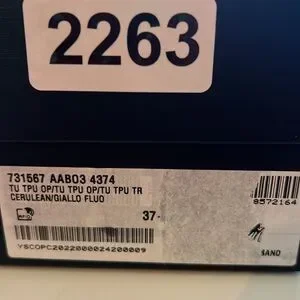 2263
731567 AAB03 4374
TU TPU OP/TU TPU OP/TU TPU TR
CERULEAN/GIALLO FLUO
37-
8572164
YSCOPC2022000024200009